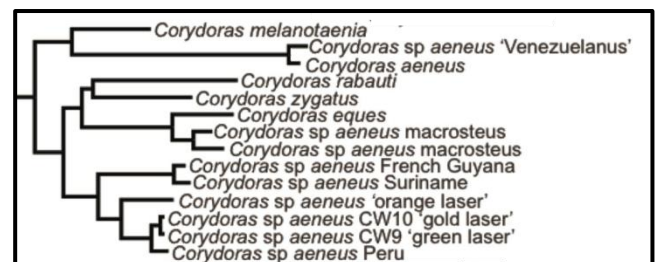 Corydoras melanotaenia
Corydoras sp aeneus ‘Venezuelanus’
Corydoras aeneus
Corydoras rabauti
Corydoras zygatus
Corydoras eques
Corydoras sp aeneus macrosteus
Corydoras sp aeneus macrosteus
Corydoras sp aeneus French Guyana
Corydoras sp aeneus Suriname
Corydoras sp aeneus ‘orange laser’
Corydoras sp aeneus CW10 ‘gold laser’
Corydoras sp aeneus CW9 ‘green laser’
Corydoras sp aeneus Peru